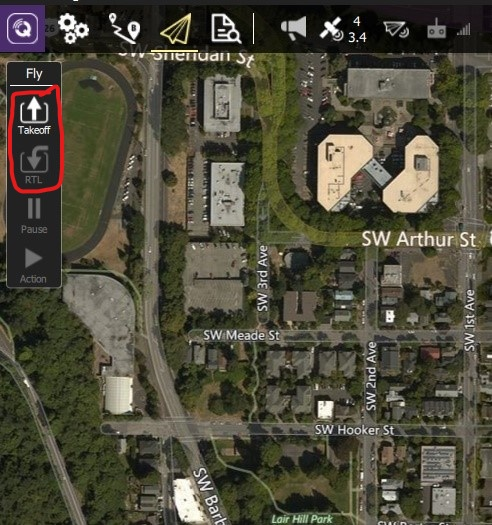 4
3.4
SW Sheridan St
Fly
Takeoff
RTL
Pause
Action
SW Arthur St
SW 3rd Ave
SW 1st Ave
SW Meade St
SW 2nd Ave
SW Hooker St
SW Barb
Lair Hill Park